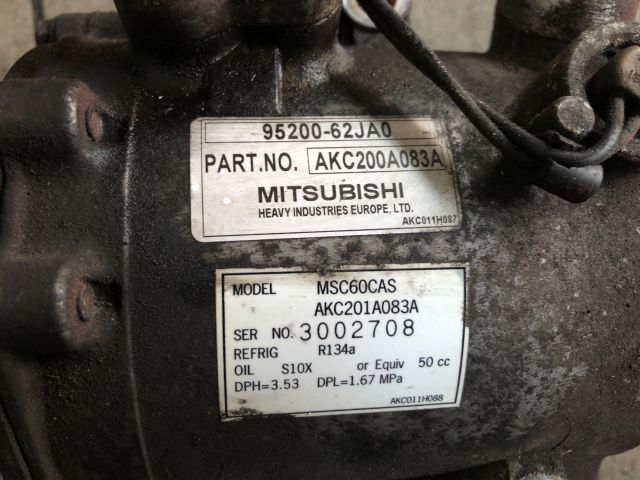 95200-62JA0
PART.NO. AKC200A083A
MITSUBISHI
HEAVY INDUSTRIES EUROPE, LTD.
AKC011H087
MODEL MSC60CAS
AKC201A083A
SER NO. 3002708
REFRIG R134a
OIL S10X or Equiv 50 cc
DPH=3.53 DPL=1.67 MPa
AKC011H088